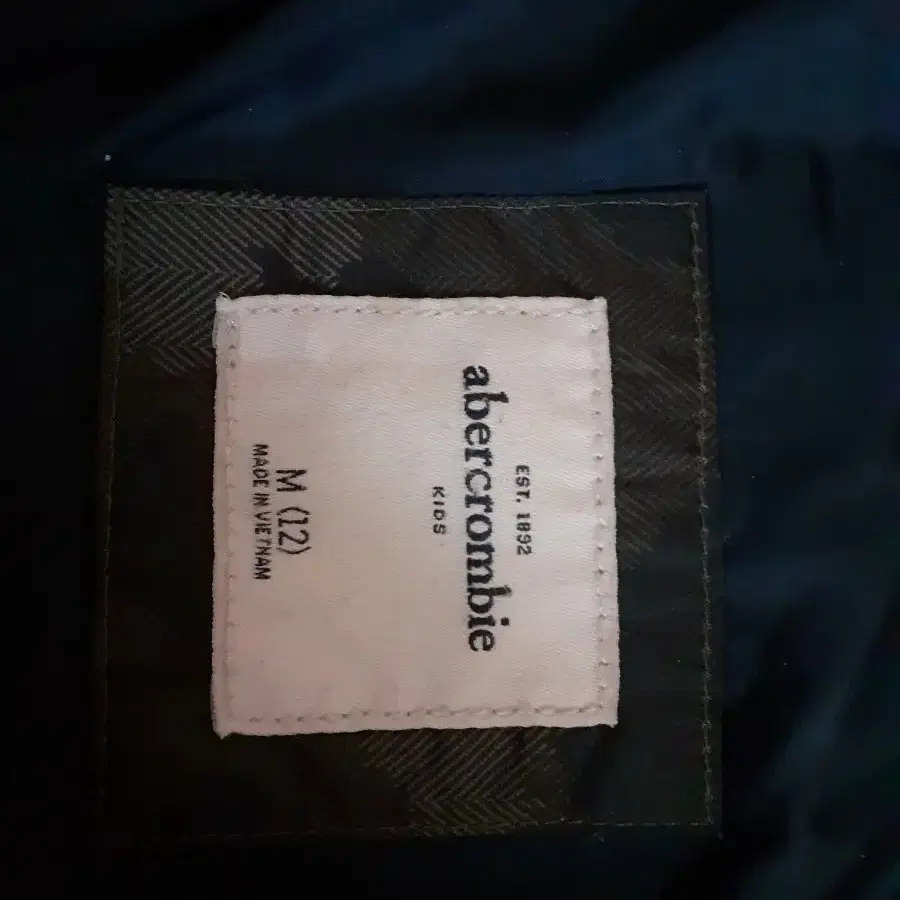 EST. 1892
abercrombie
KIDS
M (12)
MADE IN VIETNAM